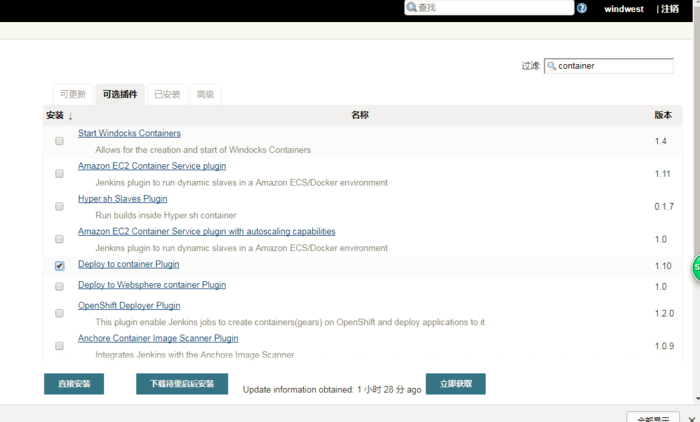 查找
windwest | 注销
过滤: container
可更新 可选插件 已安装 高级
安装 ↓ 名称 版本
Start Windocks Containers
Allows for the creation and start of Windocks Containers
1.4
Amazon EC2 Container Service plugin
Jenkins plugin to run dynamic slaves in a Amazon ECS/Docker environment
1.11
Hyper.sh Slaves Plugin
Run builds inside Hyper.sh container
0.1.7
Amazon EC2 Container Service plugin with autoscaling capabilities
Jenkins plugin to run dynamic slaves in a Amazon ECS/Docker environment
1.0
Deploy to container Plugin 1.10
Deploy to Websphere container Plugin 1.0
OpenShift Deployer Plugin
This plugin enable Jenkins jobs to create containers(gears) on OpenShift and deploy applications to it
1.2.0
Anchore Container Image Scanner Plugin
Integrates Jenkins with the Anchore Image Scanner
1.0.9
直接安装 下载待重启后安装 Update information obtained: 1 小时 28 分 ago 立即获取
全部显示